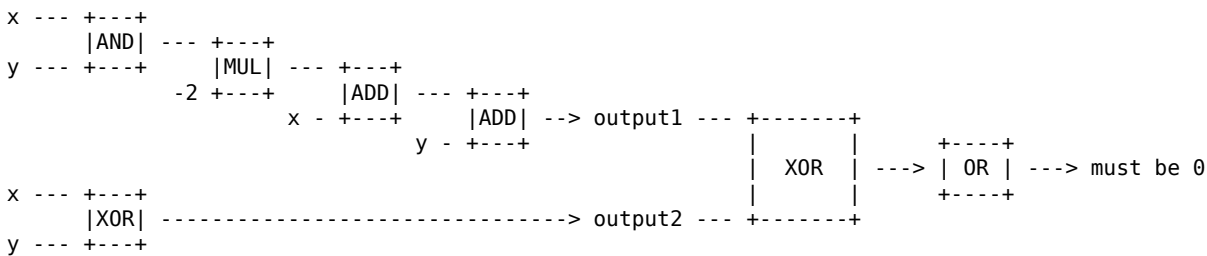 x --- +---+
      |AND| --- +---+
y --- +---+     |MUL| --- +---+
             -2 +---+     |ADD| --- +---+
                      x - +---+     |ADD| --> output1 --- +-------+
                                y - +---+                 |       |      +----+
                                                          |  XOR  | ---> | OR | ---> must be 0
x --- +---+                                               |       |      +----+
      |XOR| --------------------------------> output2 --- +-------+
y --- +---+